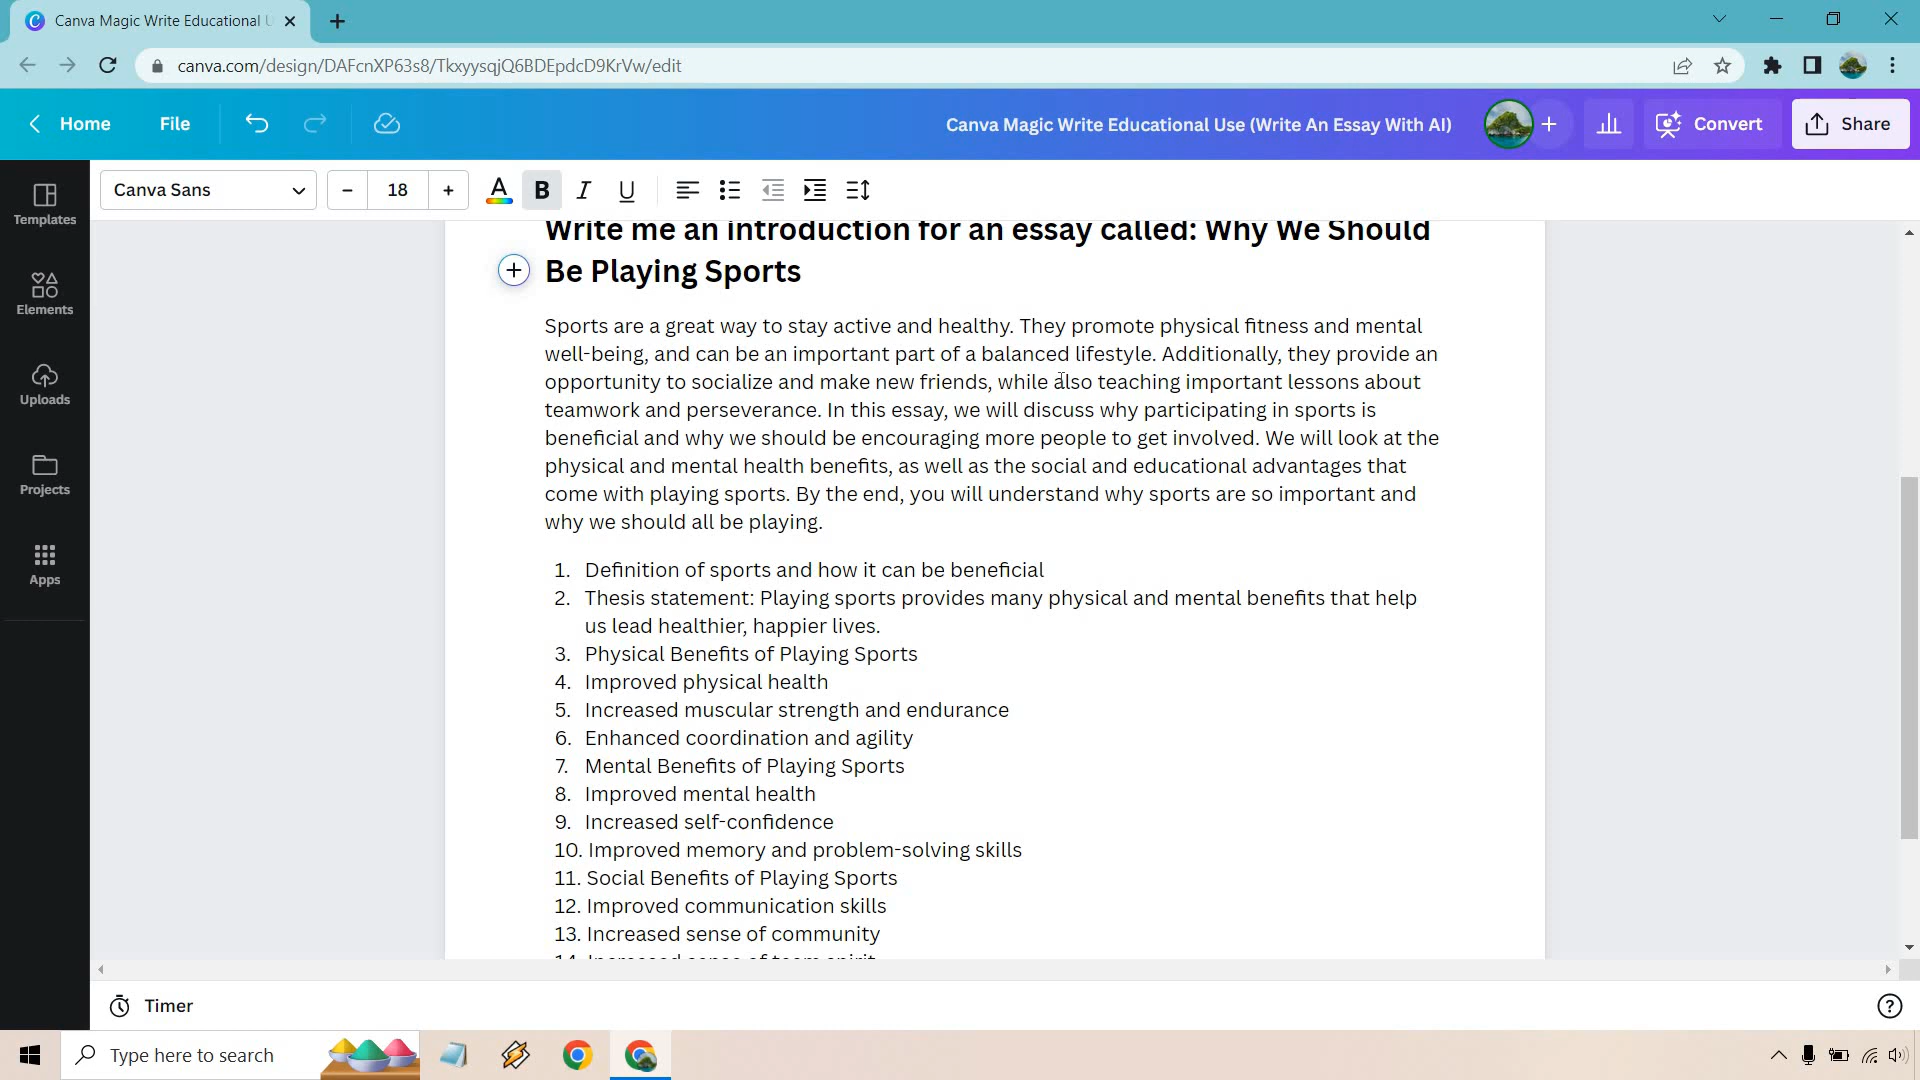 Canva Magic Write Educational U
canva.com/design/DAFcnXP63s8/TkxyysqjQ6BDEpdcD9KrVw/edit
Home File Canva Magic Write Educational Use (Write An Essay With AI) Convert Share
Canva Sans 18
Templates
Elements
Uploads
Projects
Apps
Write me an introduction for an essay called: Why We Should
Be Playing Sports
Sports are a great way to stay active and healthy. They promote physical fitness and mental
well-being, and can be an important part of a balanced lifestyle. Additionally, they provide an
opportunity to socialize and make new friends, while also teaching important lessons about
teamwork and perseverance. In this essay, we will discuss why participating in sports is
beneficial and why we should be encouraging more people to get involved. We will look at the
physical and mental health benefits, as well as the social and educational advantages that
come with playing sports. By the end, you will understand why sports are so important and
why we should all be playing.
1. Definition of sports and how it can be beneficial
2. Thesis statement: Playing sports provides many physical and mental benefits that help
us lead healthier, happier lives.
3. Physical Benefits of Playing Sports
4. Improved physical health
5. Increased muscular strength and endurance
6. Enhanced coordination and agility
7. Mental Benefits of Playing Sports
8. Improved mental health
9. Increased self-confidence
10. Improved memory and problem-solving skills
11. Social Benefits of Playing Sports
12. Improved communication skills
13. Increased sense of community
14. Increased sense of team spirit
Timer
Type here to search